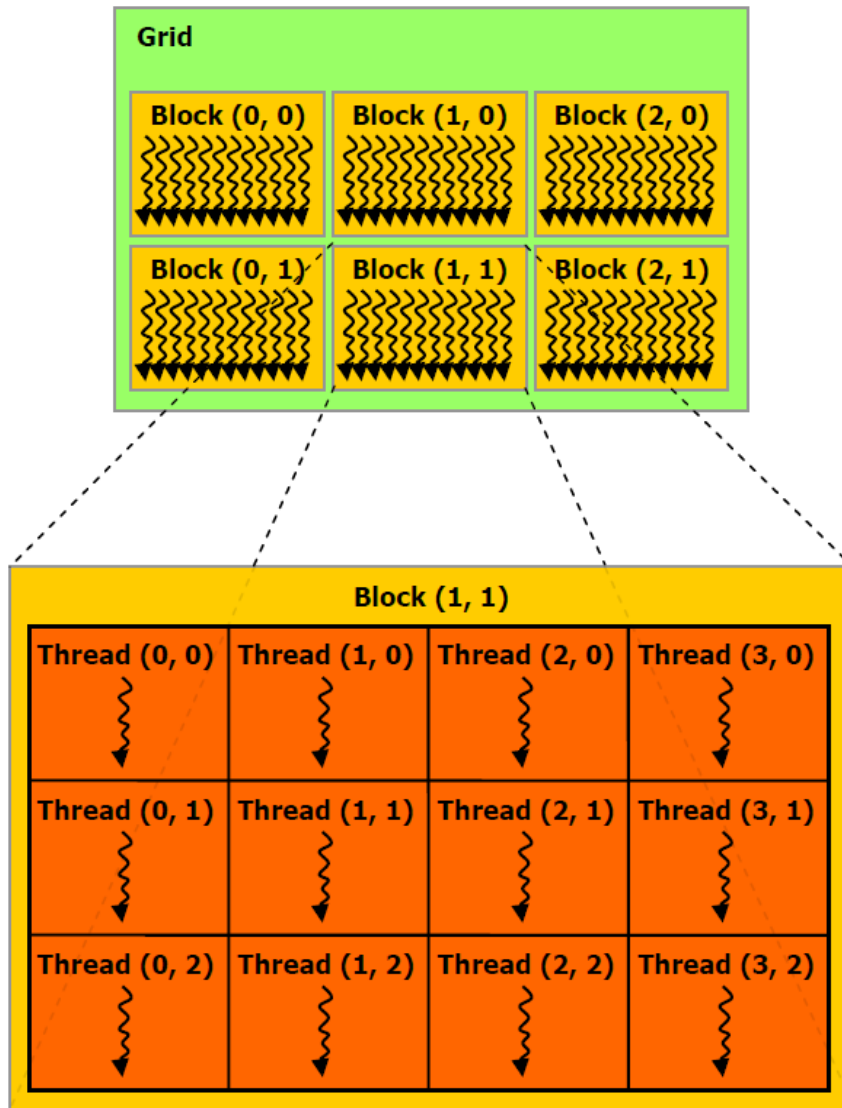 Grid
Block (0, 0) Block (1, 0) Block (2, 0)
Block (0, 1) Block (1, 1) Block (2, 1)
Block (1, 1)
Thread (0, 0) Thread (1, 0) Thread (2, 0) Thread (3, 0)
Thread (0, 1) Thread (1, 1) Thread (2, 1) Thread (3, 1)
Thread (0, 2) Thread (1, 2) Thread (2, 2) Thread (3, 2)